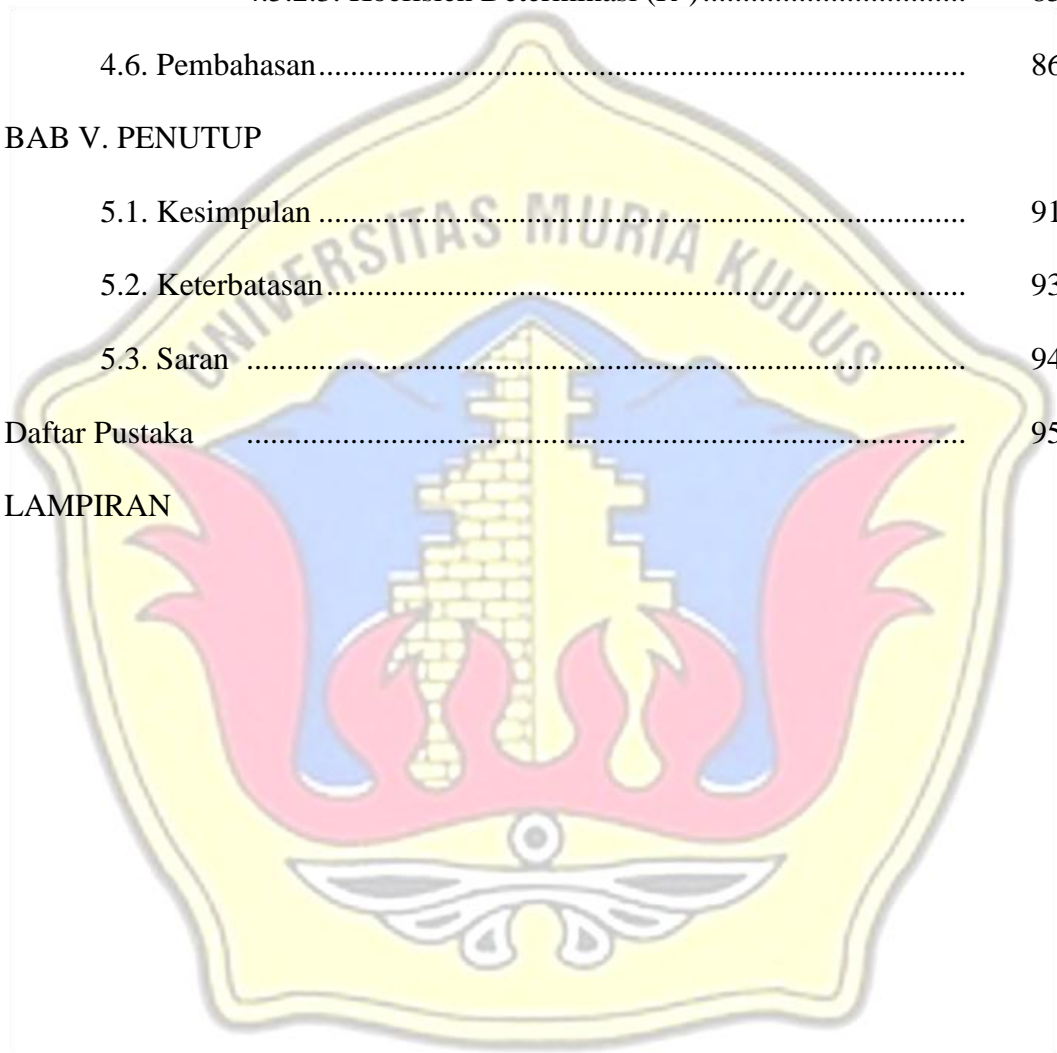 4.6. Pembahasan........................................................................ 86
BAB V. PENUTUP
5.1. Kesimpulan ........................................................................ 91
5.2. Keterbatasan........................................................................ 93
5.3. Saran ........................................................................ 94
Daftar Pustaka ........................................................................ 95
LAMPIRAN
UNIVERSITAS MURIA KUDUS